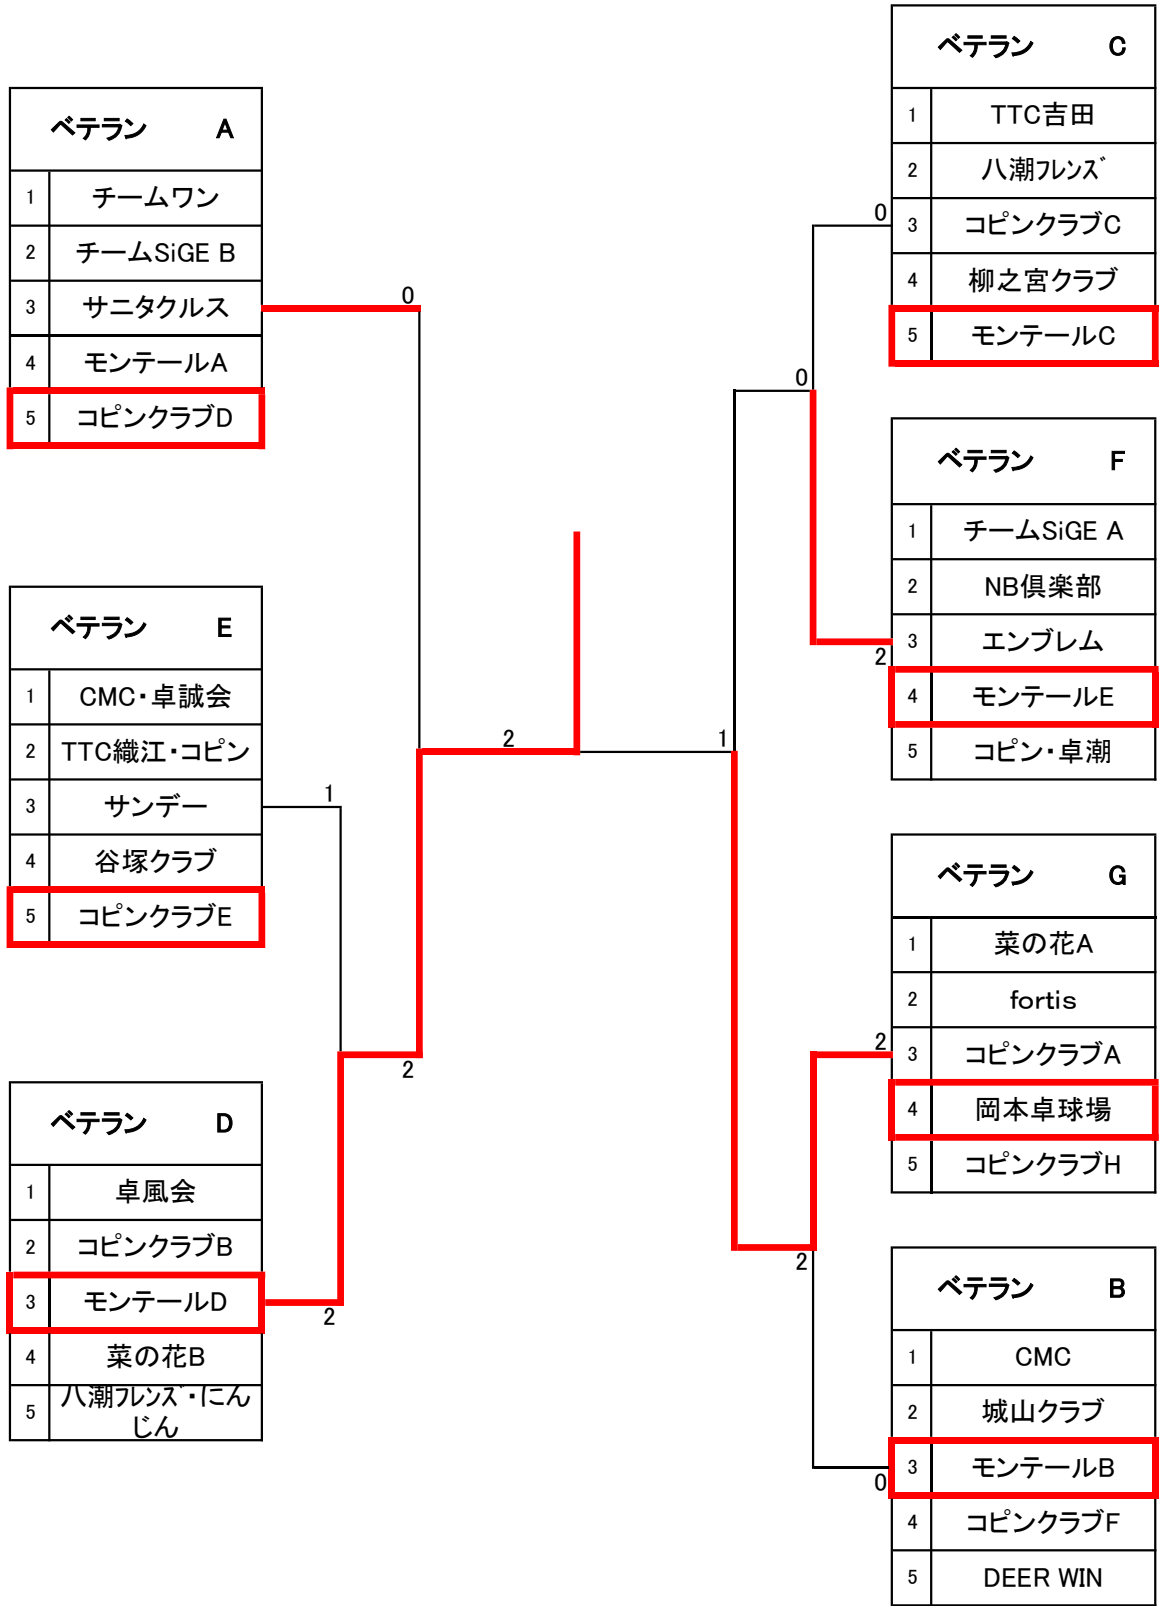 ベテラン A
1 チームワン
2 チームSiGE B
3 サニタクルス
4 モンテールA
5 コピンクラブD
0
ベテラン E
1 CMC・卓誠会
2 TTC織江・コピン
3 サンデー
4 谷塚クラブ
5 コピンクラブE
1
2
2
ベテラン D
1 卓風会
2 コピンクラブB
3 モンテールD
4 菜の花B
5 八潮ﾌﾚﾝｽﾞ・にん
じん
2
ベテラン C
1 TTC吉田
2 八潮ﾌﾚﾝｽﾞ
3 コピンクラブC
4 柳之宮クラブ
5 モンテールC
0
0
ベテラン F
1 チームSiGE A
2 NB倶楽部
3 エンブレム
4 モンテールE
5 コピン・卓潮
2
1
ベテラン G
1 菜の花A
2 fortis
3 コピンクラブA
4 岡本卓球場
5 コピンクラブH
2
2
ベテラン B
1 CMC
2 城山クラブ
3 モンテールB
4 コピンクラブF
5 DEER WIN
0